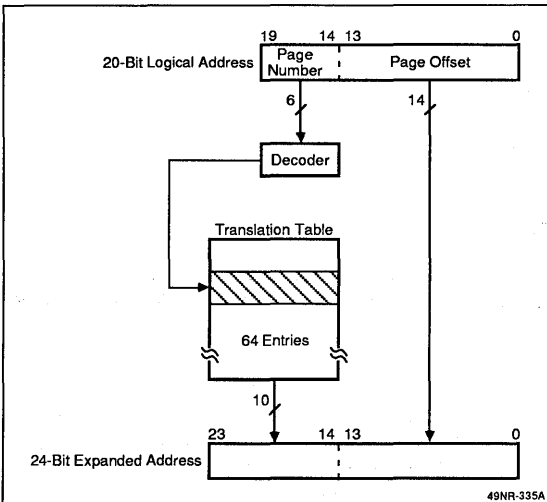 19 14 13 0
20-Bit Logical Address
Page Number
Page Offset
6
14
Decoder
Translation Table
64 Entries
10
23 14 13 0
24-Bit Expanded Address
49NR-335A